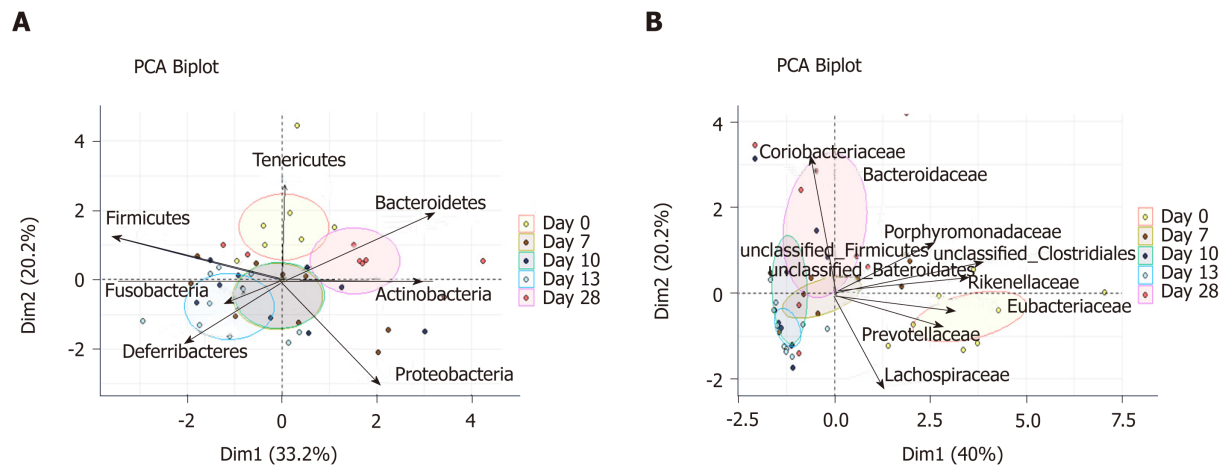 A
PCA Biplot
Dim2 (20.2%)
4
2
0
-2
-2
0
2
4
Dim1 (33.2%)
Tenericutes
Bacteroidetes
Firmicutes
Fusobacteria
Actinobacteria
Deferribacteres
Proteobacteria
Day 0
Day 7
Day 10
Day 13
Day 28
B
PCA Biplot
Dim2 (20.2%)
4
2
0
-2
-2.5
0.0
2.5
5.0
7.5
Dim1 (40%)
Coriobacteriaceae
Bacteroidaceae
Porphyromonadaceae
unclassified_Firmicutes
unclassified_Clostridiales
unclassified_Bateroidates
Rikenellaceae
Eubacteriaceae
Prevotellaceae
Lachospiraceae
Day 0
Day 7
Day 10
Day 13
Day 28